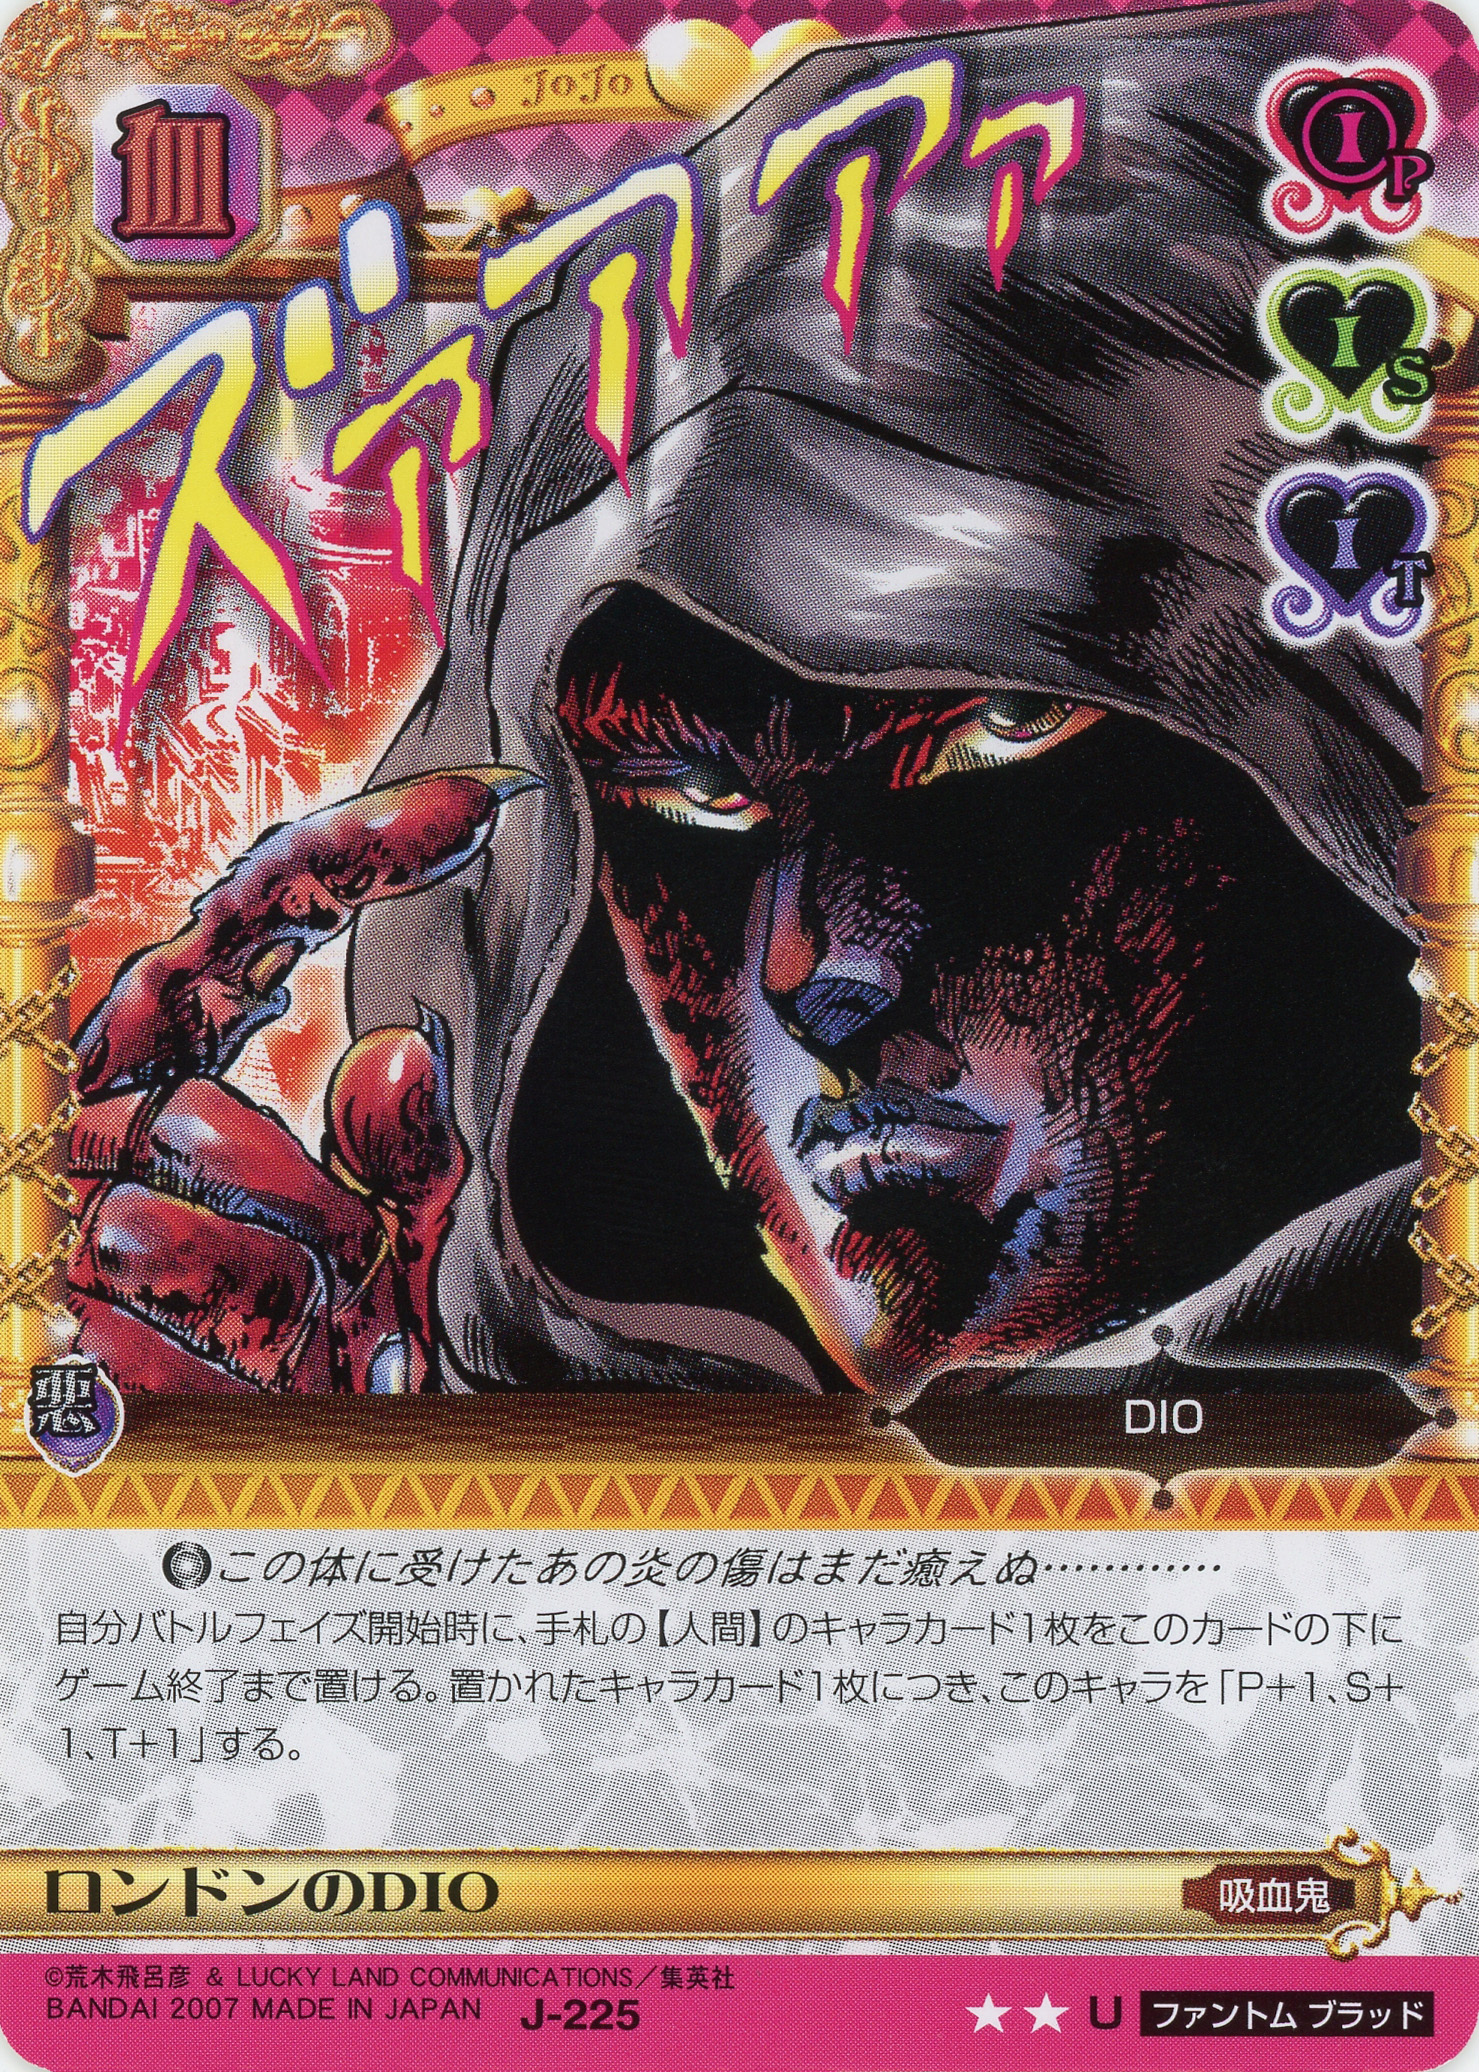 JoJo
血
ズァアアァ
I P
I S
I T
悪
DIO
◎この体に受けたあの炎の傷はまだ癒えぬ…………
自分バトルフェイズ開始時に、手札の【人間】のキャラカード1枚をこのカードの下に
ゲーム終了まで置ける。置かれたキャラカード1枚につき、このキャラを「P+1、S+
1、T+1」する。
ロンドンのDIO
吸血鬼
©荒木飛呂彦 & LUCKY LAND COMMUNICATIONS／集英社
BANDAI 2007 MADE IN JAPAN J-225
★★ U ファントム ブラッド